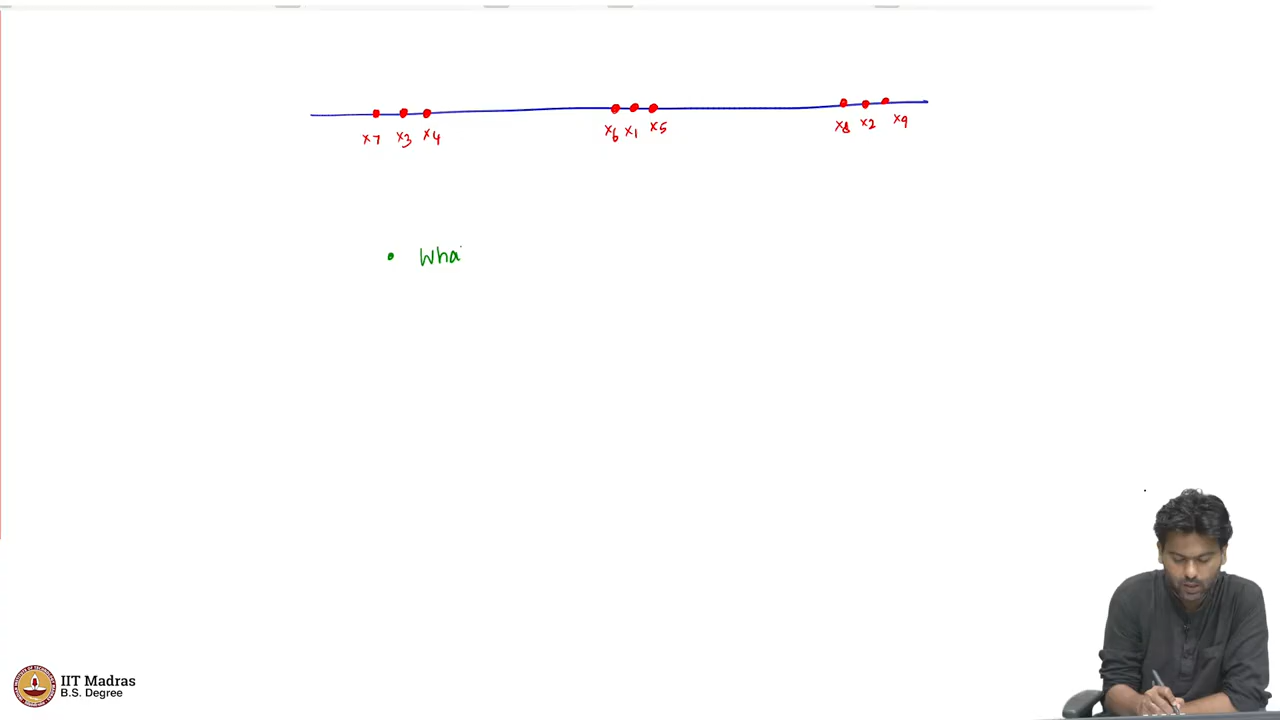 x7 x3 x4 x6 x1 x5 x8 x2 x9
• Wha
IIT Madras
B.S. Degree